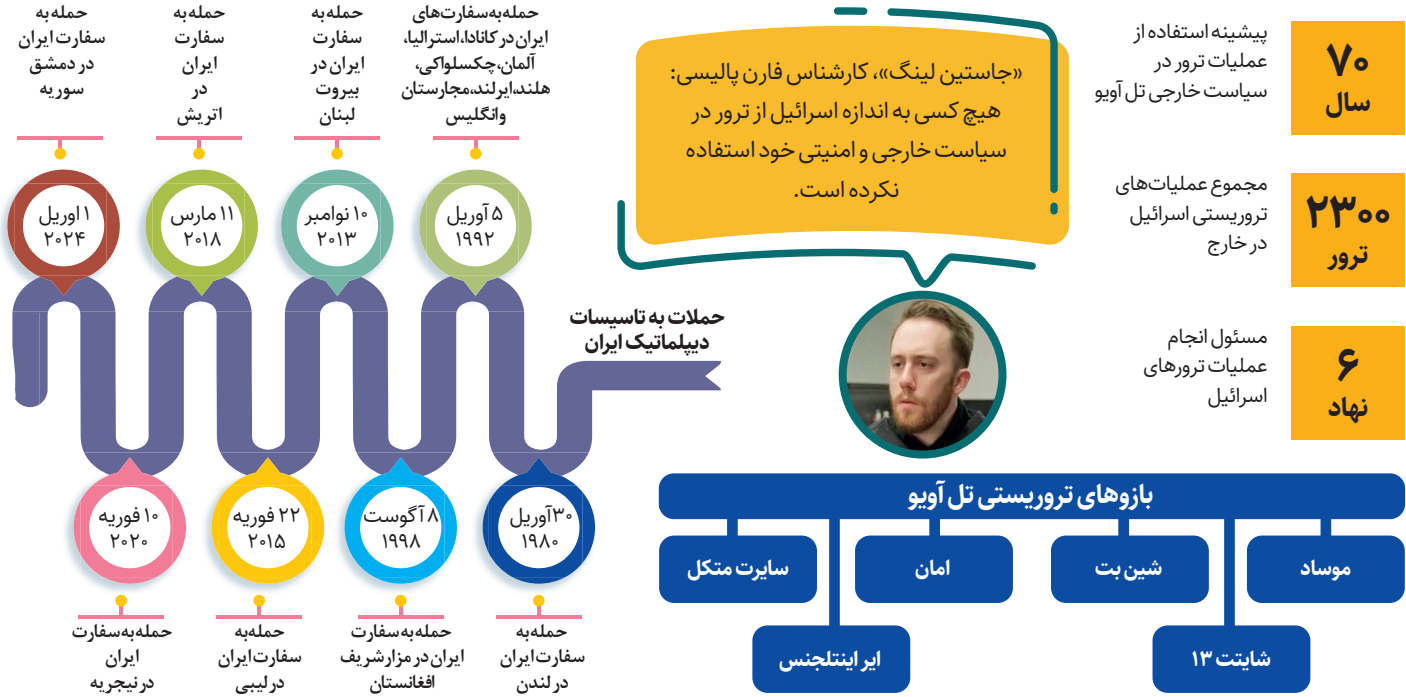 ۷۰
سال
پیشینه استفاده از
عملیات ترور در
سیاست خارجی تل آویو
۲۳۰۰
ترور
مجموع عملیات‌های
تروریستی اسرائیل
در خارج
۶
نهاد
مسئول انجام
عملیات ترورهای
اسرائیل
«جاستین لینگ»، کارشناس فارن پالیسی:
هیچ کسی به اندازه اسرائیل از ترور در
سیاست خارجی و امنیتی خود استفاده
نکرده است.
بازوهای تروریستی تل آویو
موساد
شین بت
امان
سایرت متکل
شایتت ۱۳
ایر اینتلجنس
حملات به تاسیسات
دیپلماتیک ایران
۳۰آوریل
۱۹۸۰
حمله به
سفارت ایران
در لندن
حمله به سفارت‌های
ایران در کانادا، استرالیا،
آلمان، چکسلواکی،
هلند، ایرلند، مجارستان
وانگلیس
۵ آوریل
۱۹۹۲
۸ آگوست
۱۹۹۸
حمله به سفارت
ایران در مزارشریف
افغانستان
حمله به
سفارت
ایران در
بیروت
لبنان
۱۰ نوامبر
۲۰۱۳
۲۲ فوریه
۲۰۱۵
حمله به
سفارت ایران
در لیبی
حمله به
سفارت
ایران
در
اتریش
۱۱ مارس
۲۰۱۸
۱۰ فوریه
۲۰۲۰
حمله به سفارت
ایران
در نیجریه
حمله به
سفارت ایران
در دمشق
سوریه
۱ اوریل
۲۰۲۴